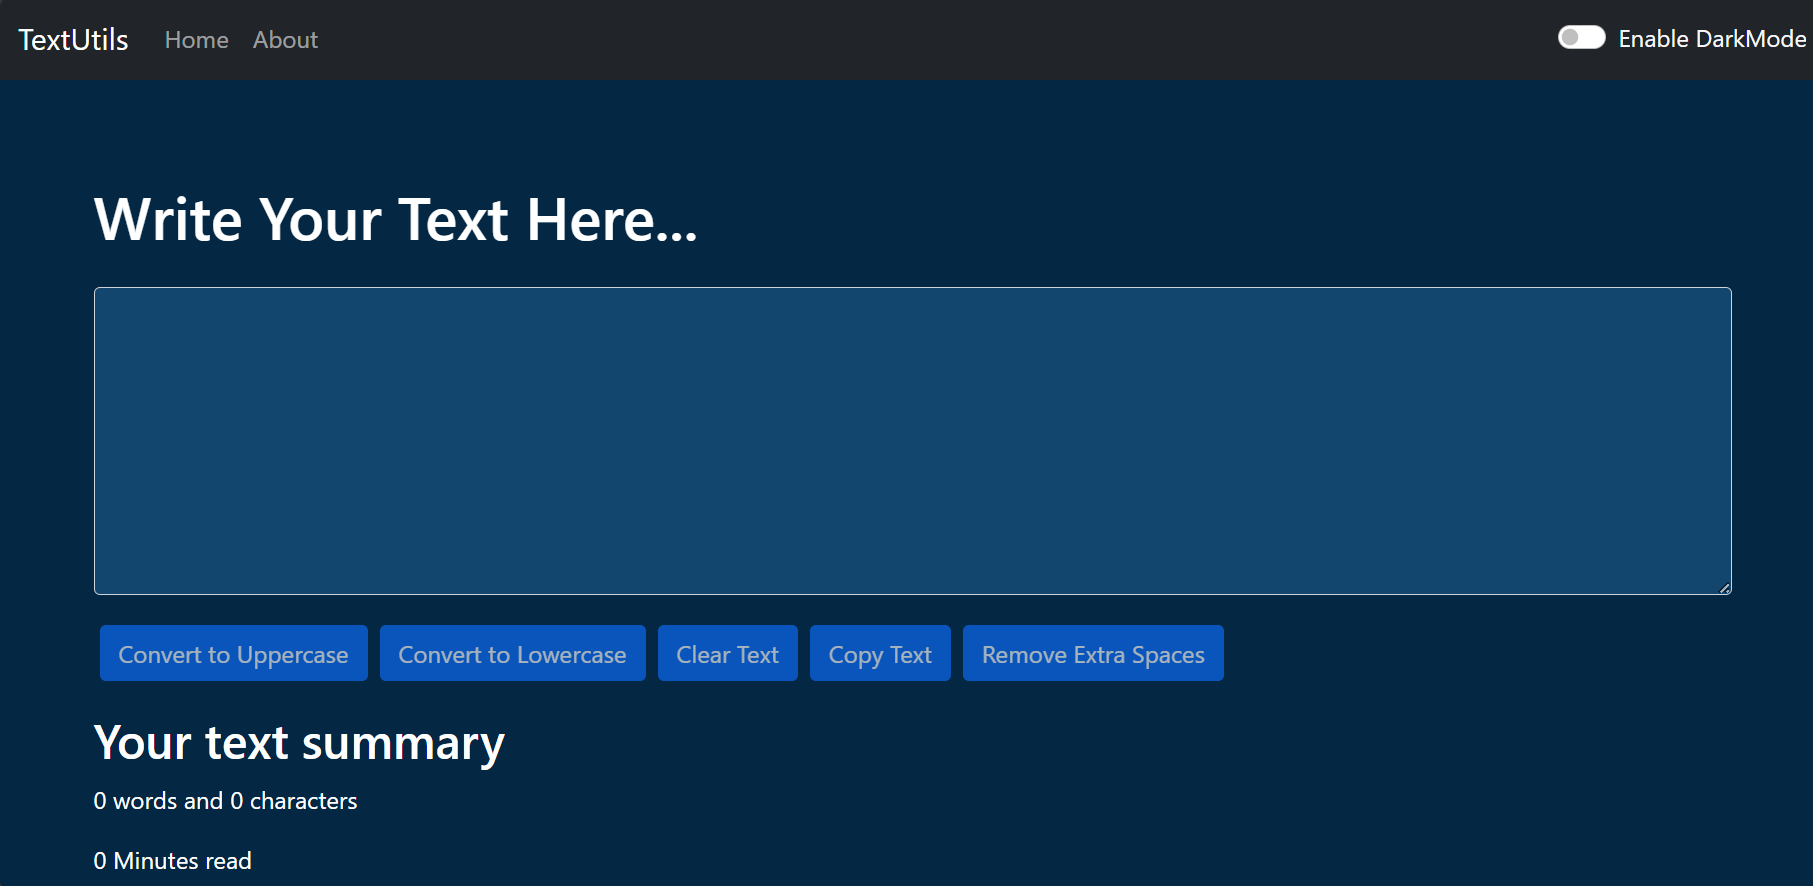 TextUtils Home About Enable DarkMode
Write Your Text Here...
Convert to Uppercase Convert to Lowercase Clear Text Copy Text Remove Extra Spaces
Your text summary
0 words and 0 characters
0 Minutes read